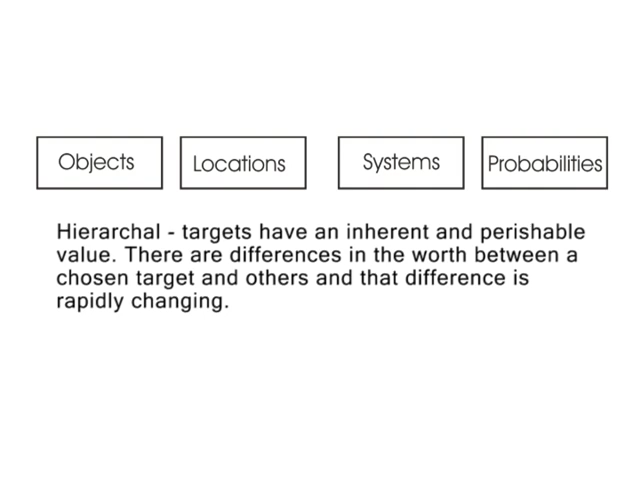 Objects
Locations
Systems
Probabilities
Hierarchal - targets have an inherent and perishable
value. There are differences in the worth between a
chosen target and others and that difference is
rapidly changing.